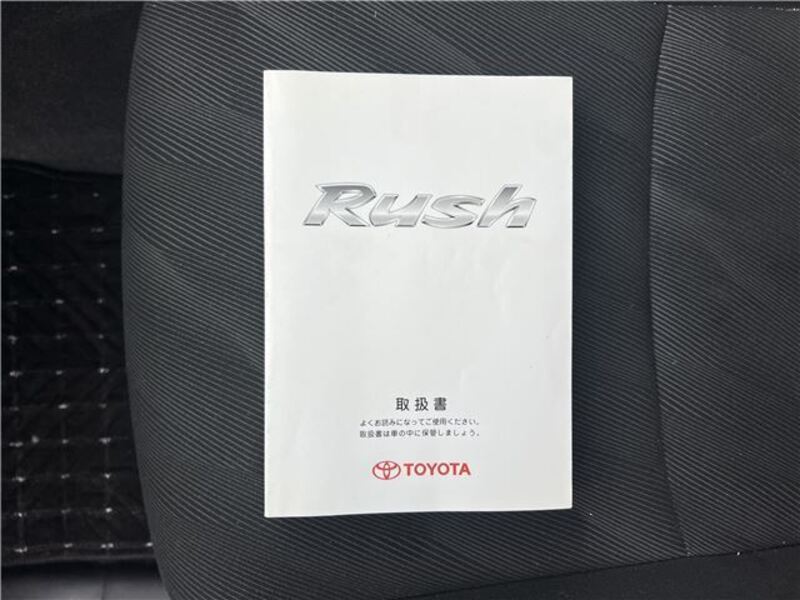 Rush
取扱書
よくお読みになってご使用ください。
取扱書は車の中に保管しましょう。
TOYOTA